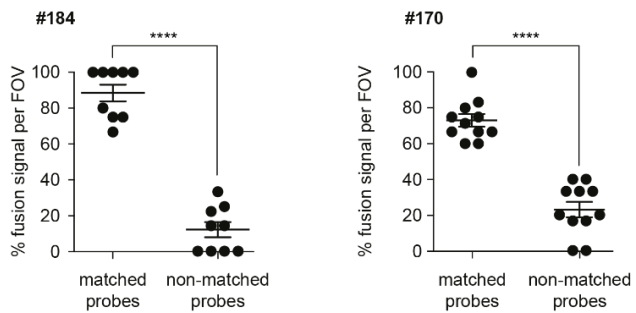 #184
****
% fusion signal per FOV
100
80
60
40
20
0
matched
probes
non-matched
probes
#170
****
% fusion signal per FOV
100
80
60
40
20
0
matched
probes
non-matched
probes